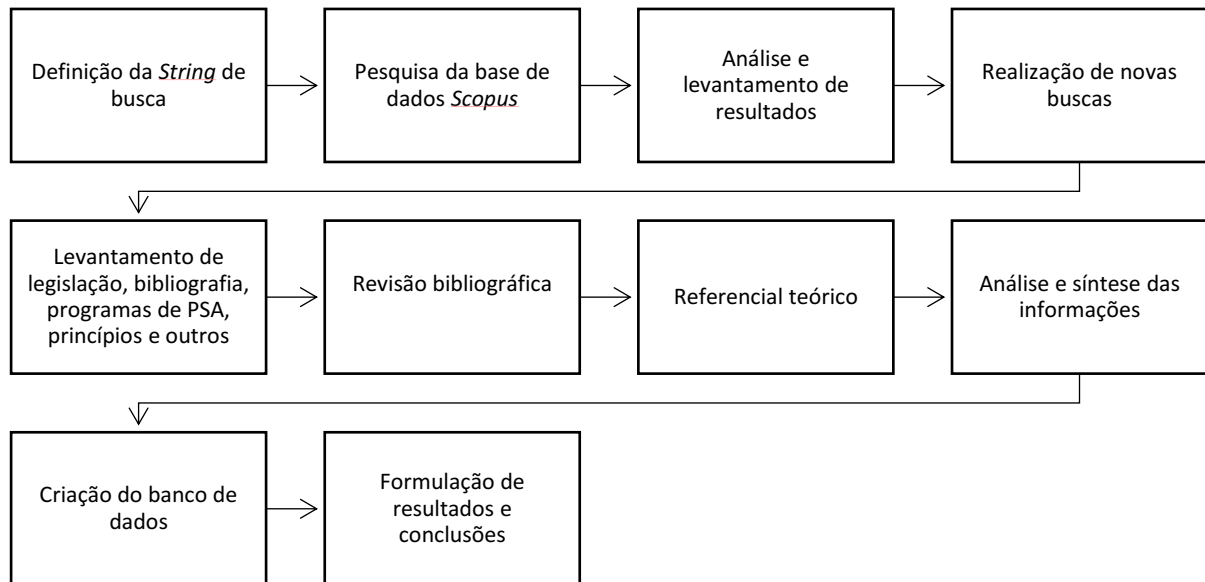 Definição da String de
busca
Pesquisa da base de
dados Scopus
Análise e
levantamento de
resultados
Realização de novas
buscas
Levantamento de
legislação, bibliografia,
programas de PSA,
princípios e outros
Revisão bibliográfica
Referencial teórico
Análise e síntese das
informações
Criação do banco de
dados
Formulação de
resultados e
conclusões